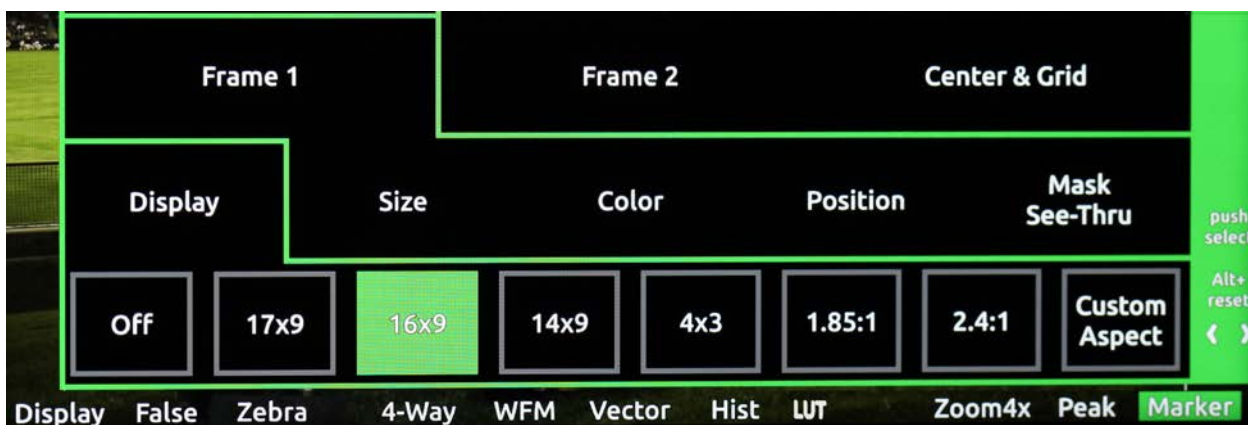 Frame 1 Frame 2 Center & Grid
Display Size Color Position Mask
See-Thru
push
select
Alt+
reset
Off 17x9 16x9 14x9 4x3 1.85:1 2.4:1 Custom
Aspect
Display False Zebra 4-Way WFM Vector Hist LUT Zoom4x Peak Marker